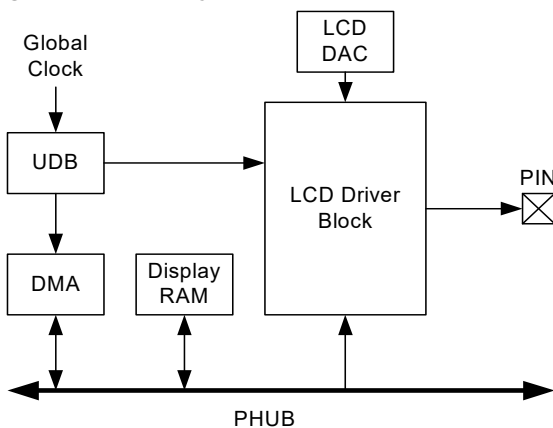 LCD
DAC
Global
Clock
UDB
LCD Driver
Block
PIN
DMA
Display
RAM
PHUB